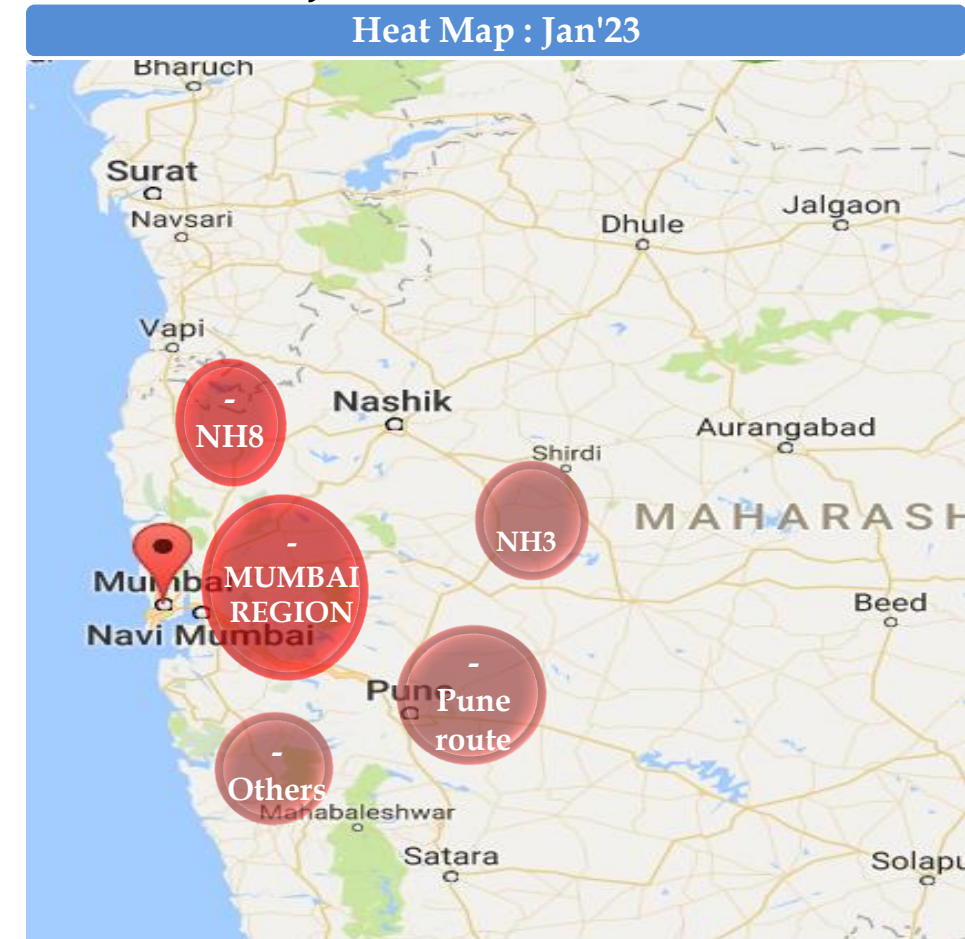 Heat Map : Jan'23
Bharuch
Surat
Navsari
Dhule
Jalgaon
Vapi
Nashik
-
NH8
Aurangabad
Shirdi
MAHARASH
NH3
-
MUMBAI
REGION
Navi Mumbai
Beed
-
Pune
route
-
Others
Mahabaleshwar
Satara
Solapu